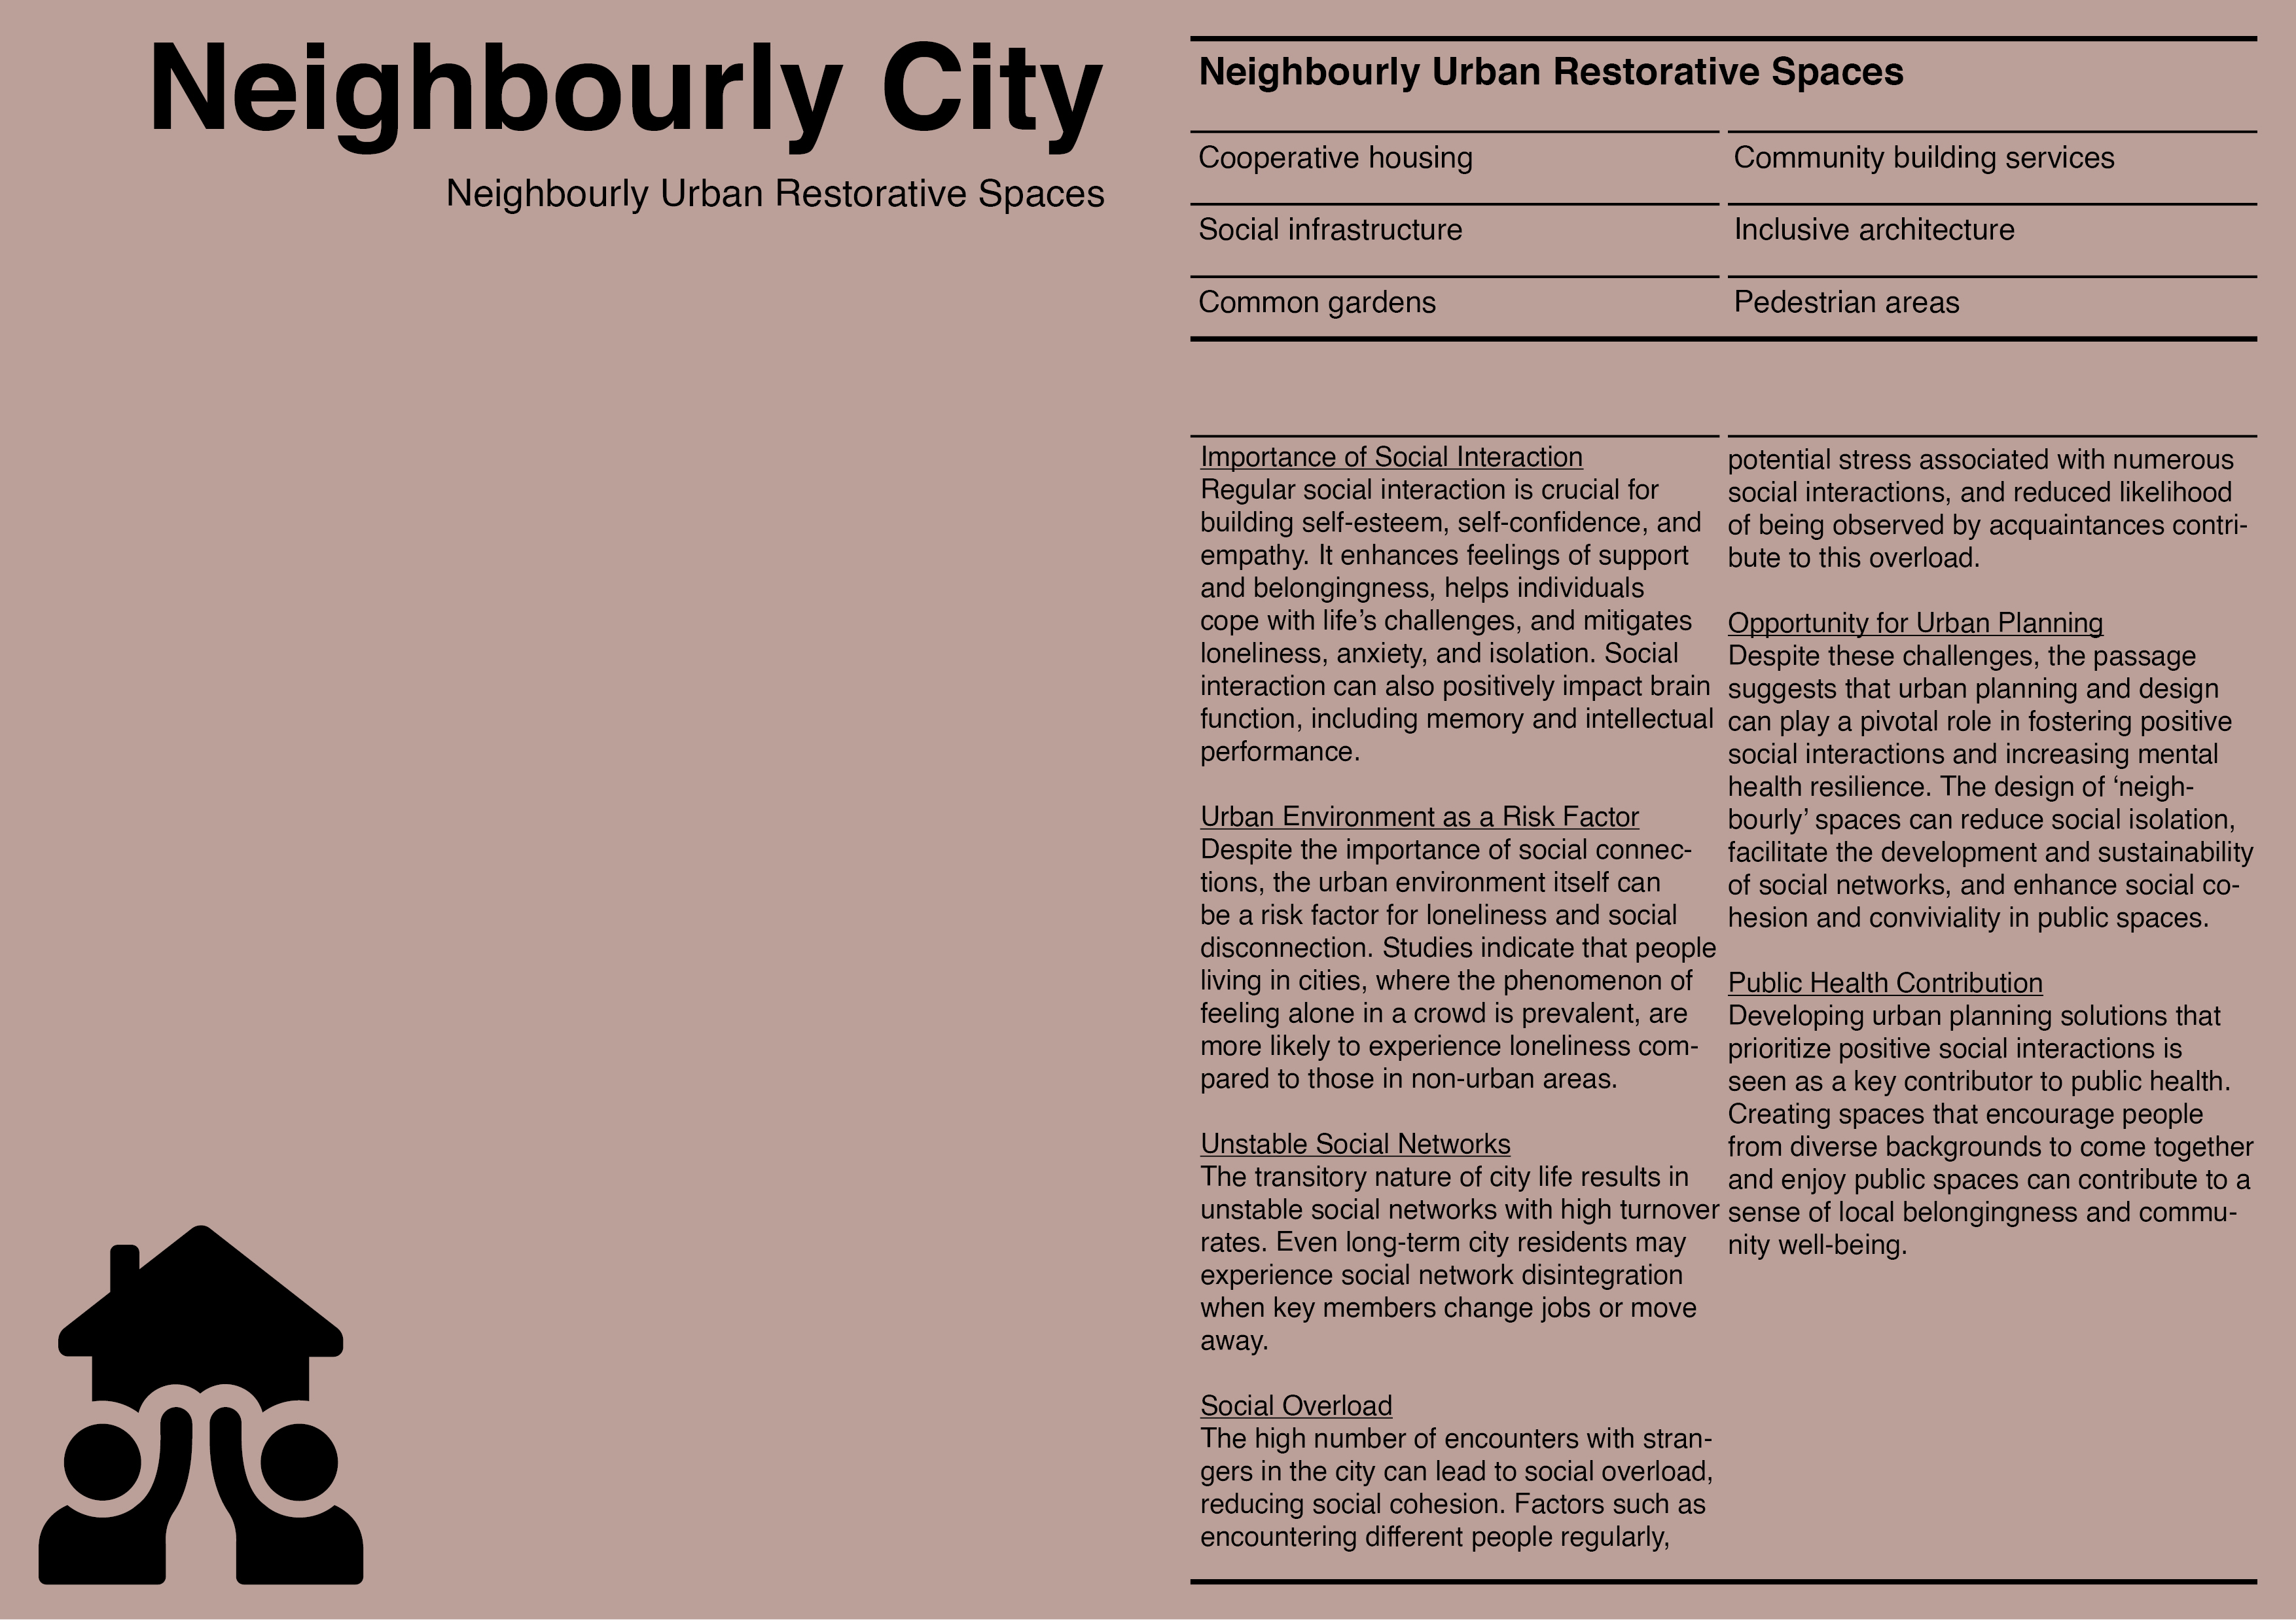 Neighbourly City
Neighbourly Urban Restorative Spaces
Neighbourly Urban Restorative Spaces
Cooperative housing
Community building services
Social infrastructure
Inclusive architecture
Common gardens
Pedestrian areas
Importance of Social Interaction
Regular social interaction is crucial for
building self-esteem, self-confidence, and
empathy. It enhances feelings of support
and belongingness, helps individuals
cope with life’s challenges, and mitigates
loneliness, anxiety, and isolation. Social
interaction can also positively impact brain
function, including memory and intellectual
performance.
Urban Environment as a Risk Factor
Despite the importance of social connec-
tions, the urban environment itself can
be a risk factor for loneliness and social
disconnection. Studies indicate that people
living in cities, where the phenomenon of
feeling alone in a crowd is prevalent, are
more likely to experience loneliness com-
pared to those in non-urban areas.
Unstable Social Networks
The transitory nature of city life results in
unstable social networks with high turnover
rates. Even long-term city residents may
experience social network disintegration
when key members change jobs or move
away.
Social Overload
The high number of encounters with stran-
gers in the city can lead to social overload,
reducing social cohesion. Factors such as
encountering different people regularly,
potential stress associated with numerous
social interactions, and reduced likelihood
of being observed by acquaintances contri-
bute to this overload.
Opportunity for Urban Planning
Despite these challenges, the passage
suggests that urban planning and design
can play a pivotal role in fostering positive
social interactions and increasing mental
health resilience. The design of ‘neigh-
bourly’ spaces can reduce social isolation,
facilitate the development and sustainability
of social networks, and enhance social co-
hesion and conviviality in public spaces.
Public Health Contribution
Developing urban planning solutions that
prioritize positive social interactions is
seen as a key contributor to public health.
Creating spaces that encourage people
from diverse backgrounds to come together
and enjoy public spaces can contribute to a
sense of local belongingness and commu-
nity well-being.